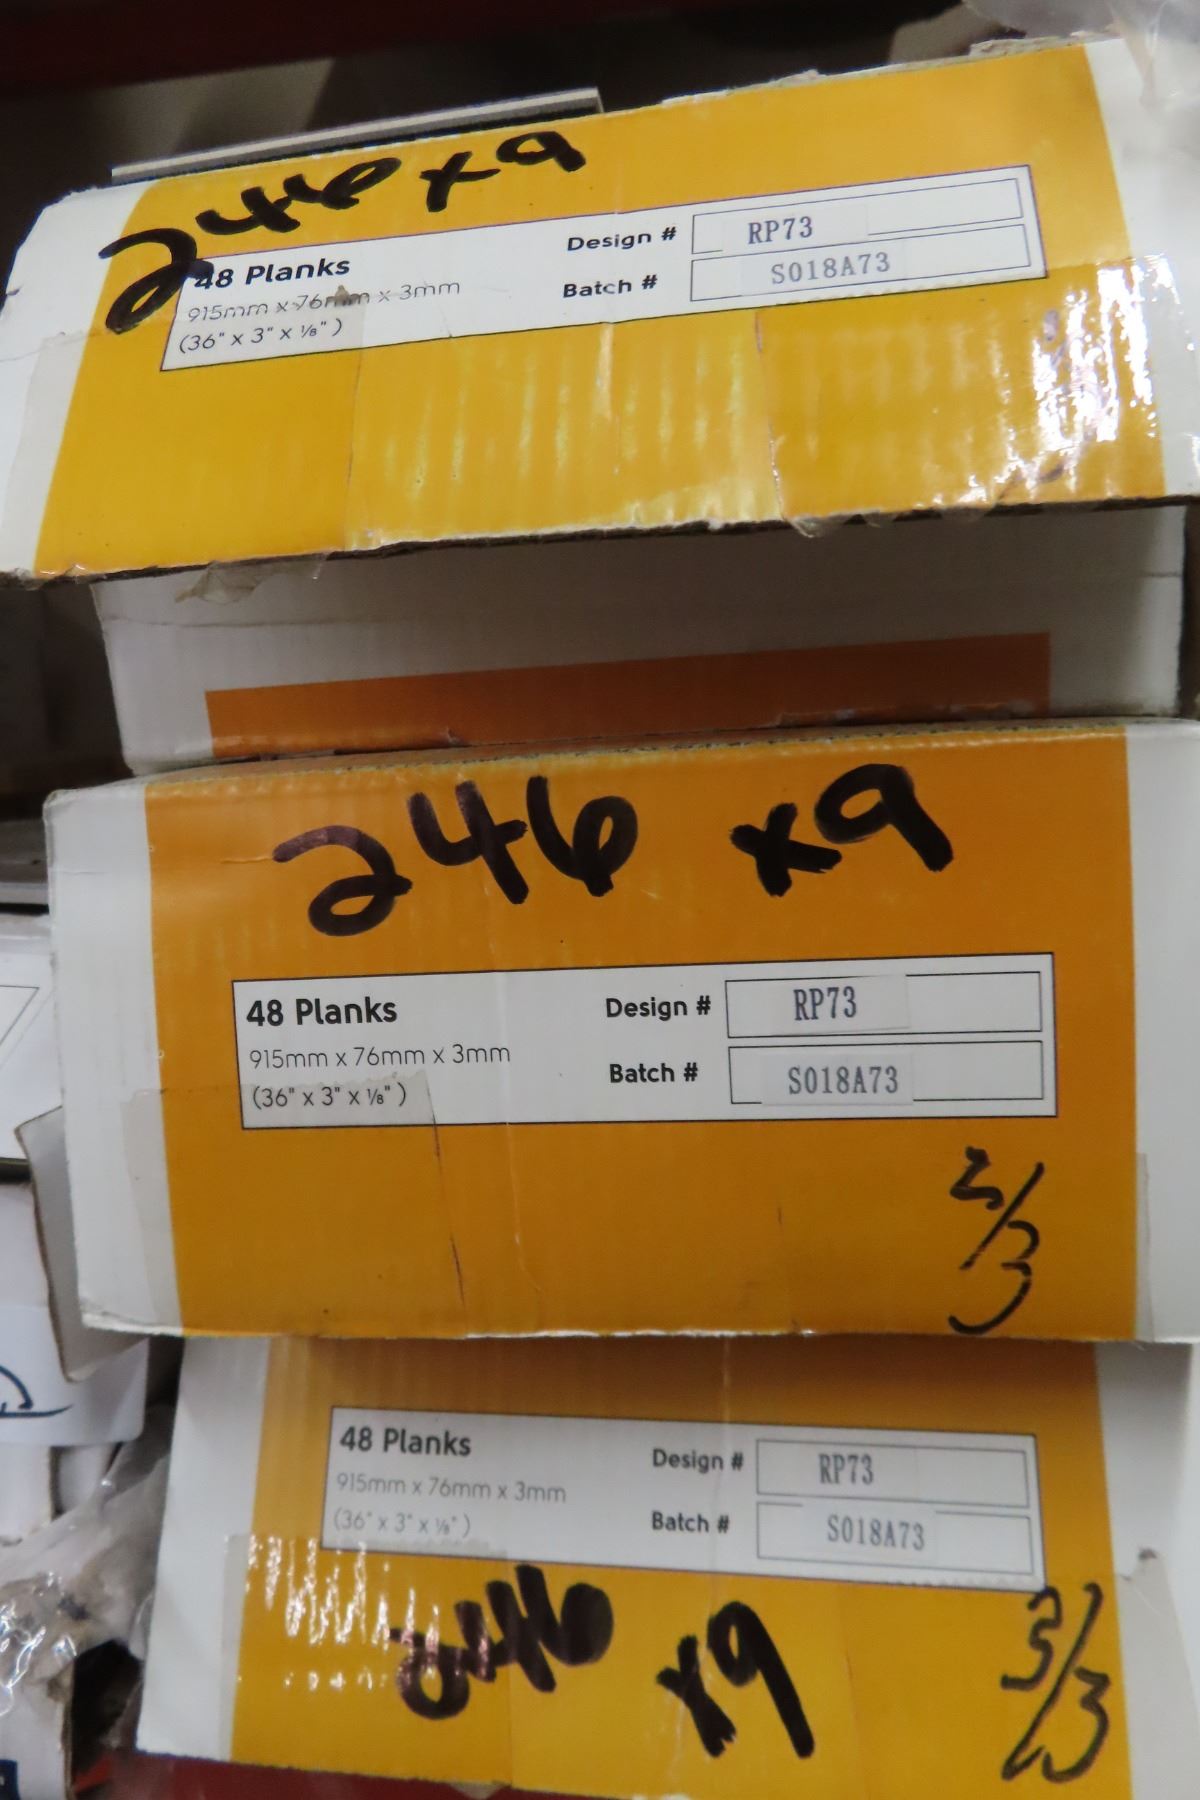 246 x9
48 Planks
915mm x 76mm x 3mm
(36" x 3" x ⅛")
Design # RP73
Batch # S018A73
246 x9
48 Planks
915mm x 76mm x 3mm
(36" x 3" x ⅛")
Design # RP73
Batch # S018A73
3/3
48 Planks
915mm x 76mm x 3mm
(36" x 3" x ⅛")
Design # RP73
Batch # S018A73
246 x9
3/3